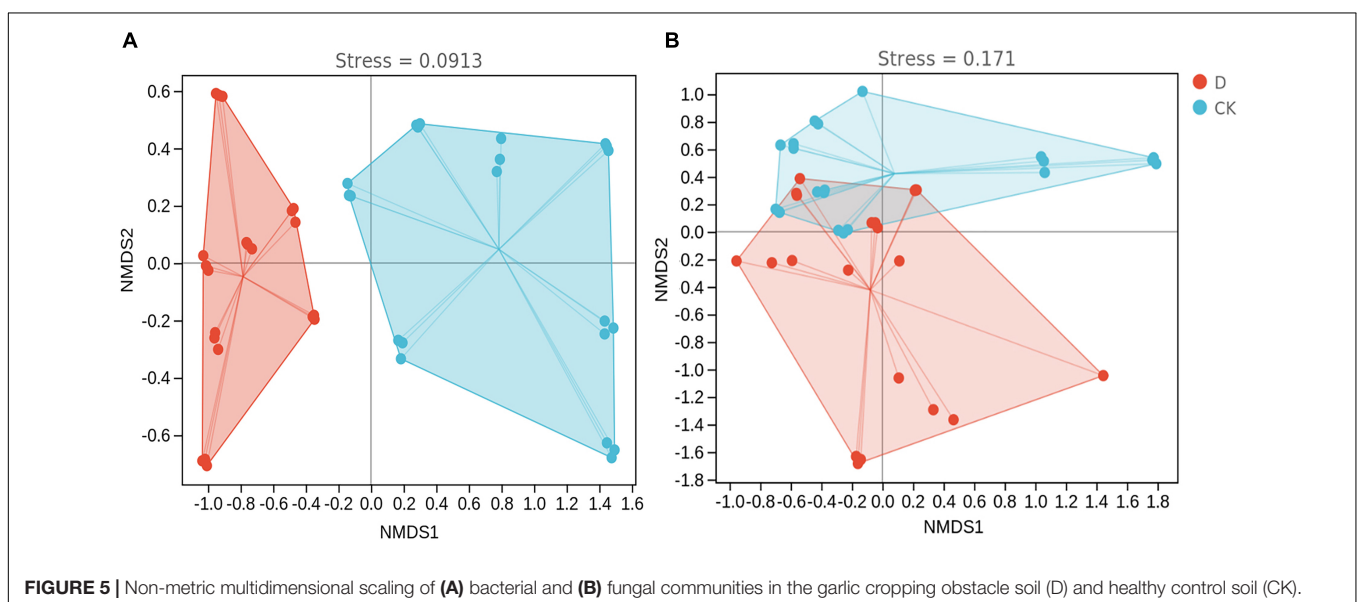 A
B
Stress = 0.0913
Stress = 0.171
D
CK
NMDS2
0.6
0.4
0.2
0.0
-0.2
-0.4
-0.6
-1.0 -0.8 -0.6 -0.4 -0.2 0.0 0.2 0.4 0.6 0.8 1.0 1.2 1.4 1.6
NMDS1
NMDS2
1.0
0.8
0.6
0.4
0.2
0.0
0.2
0.4
-0.6
-0.8
-1.0
-1.2
-1.4
-1.6
-1.8
-1.0 -0.8 -0.6 -0.4 -0.2 0.0 0.2 0.4 0.6 0.8 1.0 1.2 1.4 1.6 1.8
NMDS1
FIGURE 5 | Non-metric multidimensional scaling of (A) bacterial and (B) fungal communities in the garlic cropping obstacle soil (D) and healthy control soil (CK).